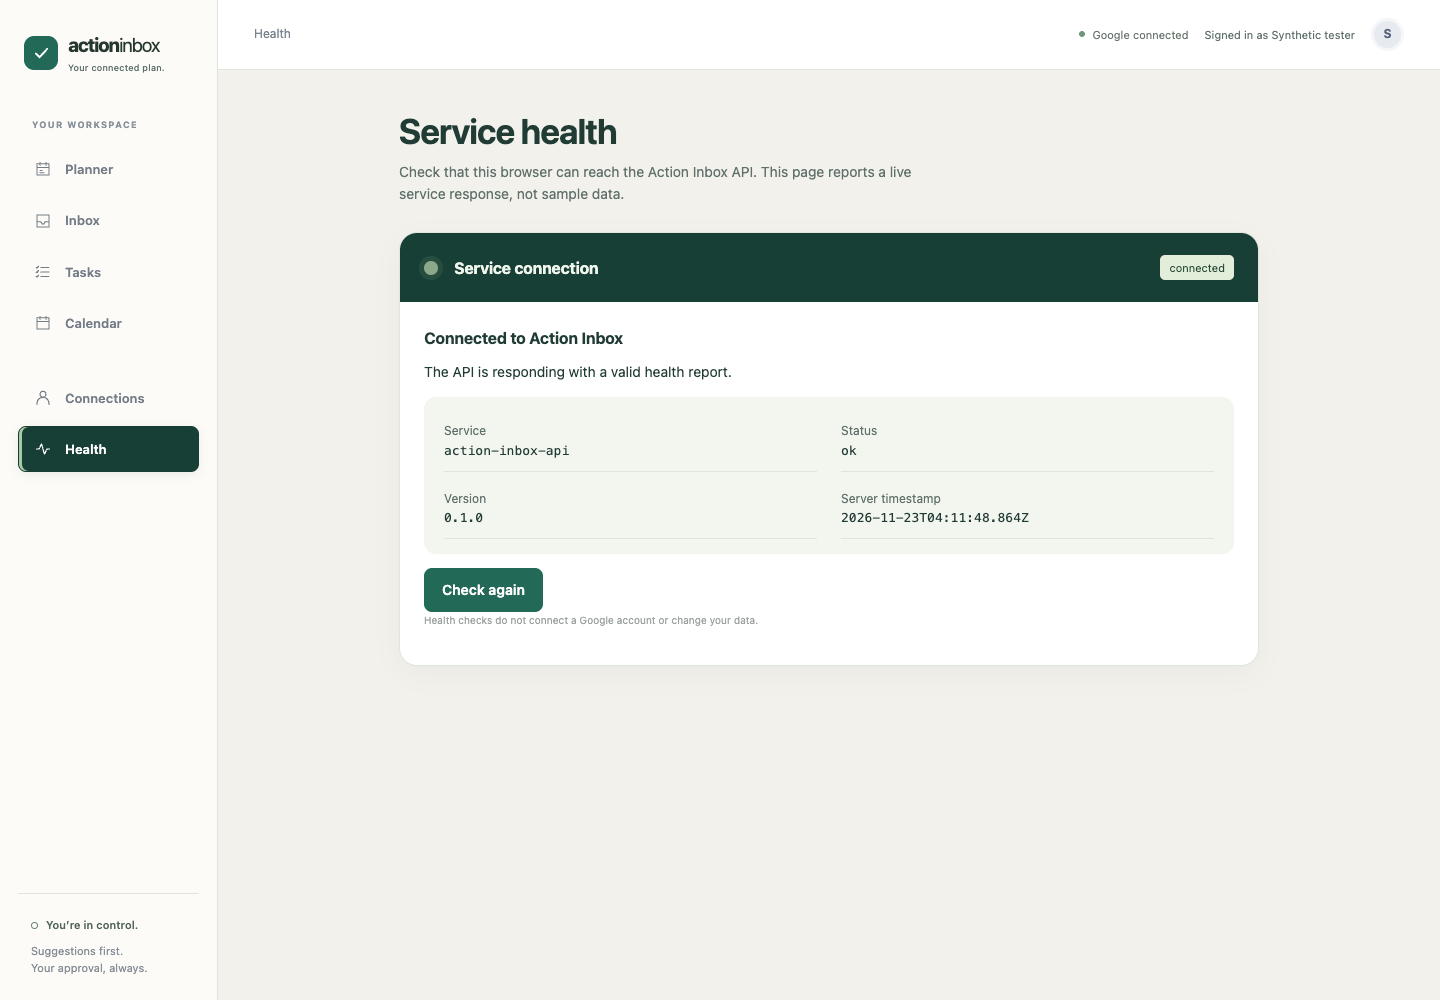 actioninbox
Your connected plan.
YOUR WORKSPACE
Planner
Inbox
Tasks
Calendar
Connections
Health
You're in control.
Suggestions first.
Your approval, always.
Health
Google connected
Signed in as Synthetic tester
S
Service health
Check that this browser can reach the Action Inbox API. This page reports a live
service response, not sample data.
Service connection
connected
Connected to Action Inbox
The API is responding with a valid health report.
Service
action-inbox-api
Status
ok
Version
0.1.0
Server timestamp
2026-11-23T04:11:48.864Z
Check again
Health checks do not connect a Google account or change your data.